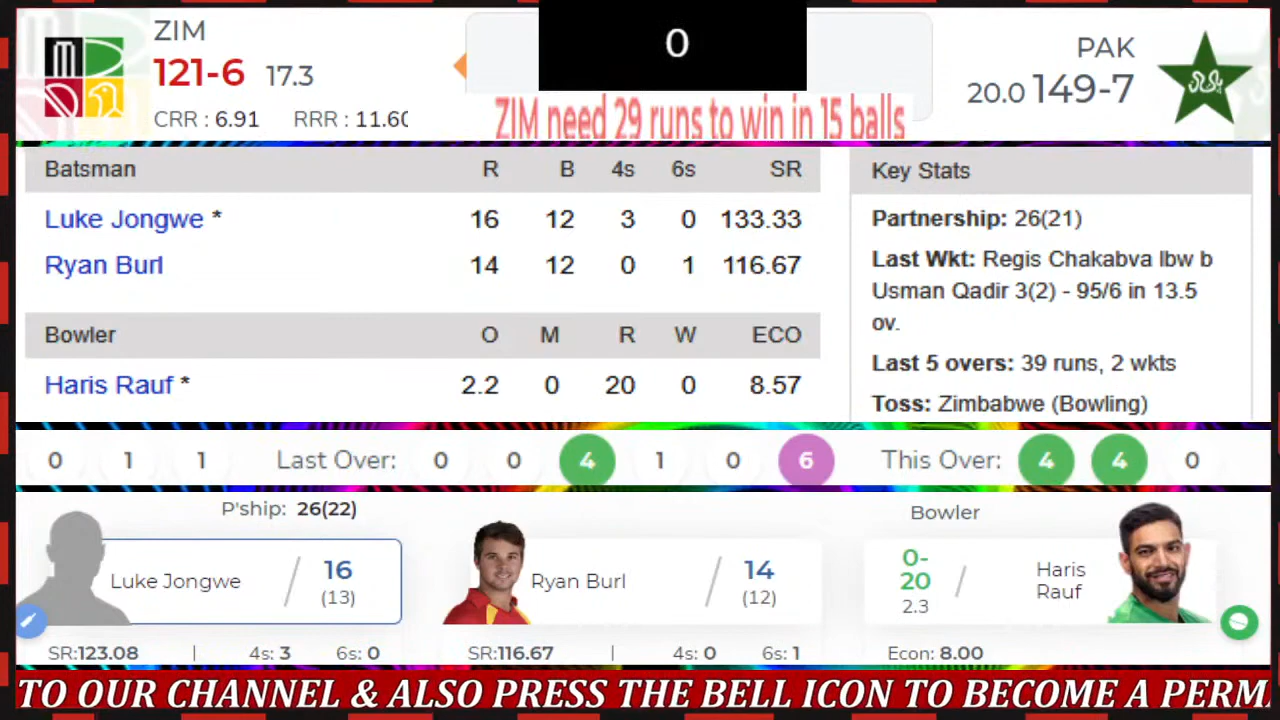 ZIM
121-6 17.3
CRR : 6.91 RRR : 11.60
0
ZIM need 29 runs to win in 15 balls
PAK
20.0 149-7
Batsman R B 4s 6s SR
Luke Jongwe * 16 12 3 0 133.33
Ryan Burl 14 12 0 1 116.67
Bowler O M R W ECO
Haris Rauf * 2.2 0 20 0 8.57
Key Stats
Partnership: 26(21)
Last Wkt: Regis Chakabva lbw b
Usman Qadir 3(2) - 95/6 in 13.5
ov.
Last 5 overs: 39 runs, 2 wkts
Toss: Zimbabwe (Bowling)
0 1 1 Last Over: 0 0 4 1 0 6 This Over: 4 4 0
P'ship: 26(22)
Luke Jongwe / 16
(13)
SR:123.08 | 4s: 3 6s: 0
Ryan Burl / 14
(12)
SR:116.67 | 4s: 0 6s: 1
Bowler
0-
20
2.3
/ Haris
Rauf
Econ: 8.00
TO OUR CHANNEL & ALSO PRESS THE BELL ICON TO BECOME A PERM